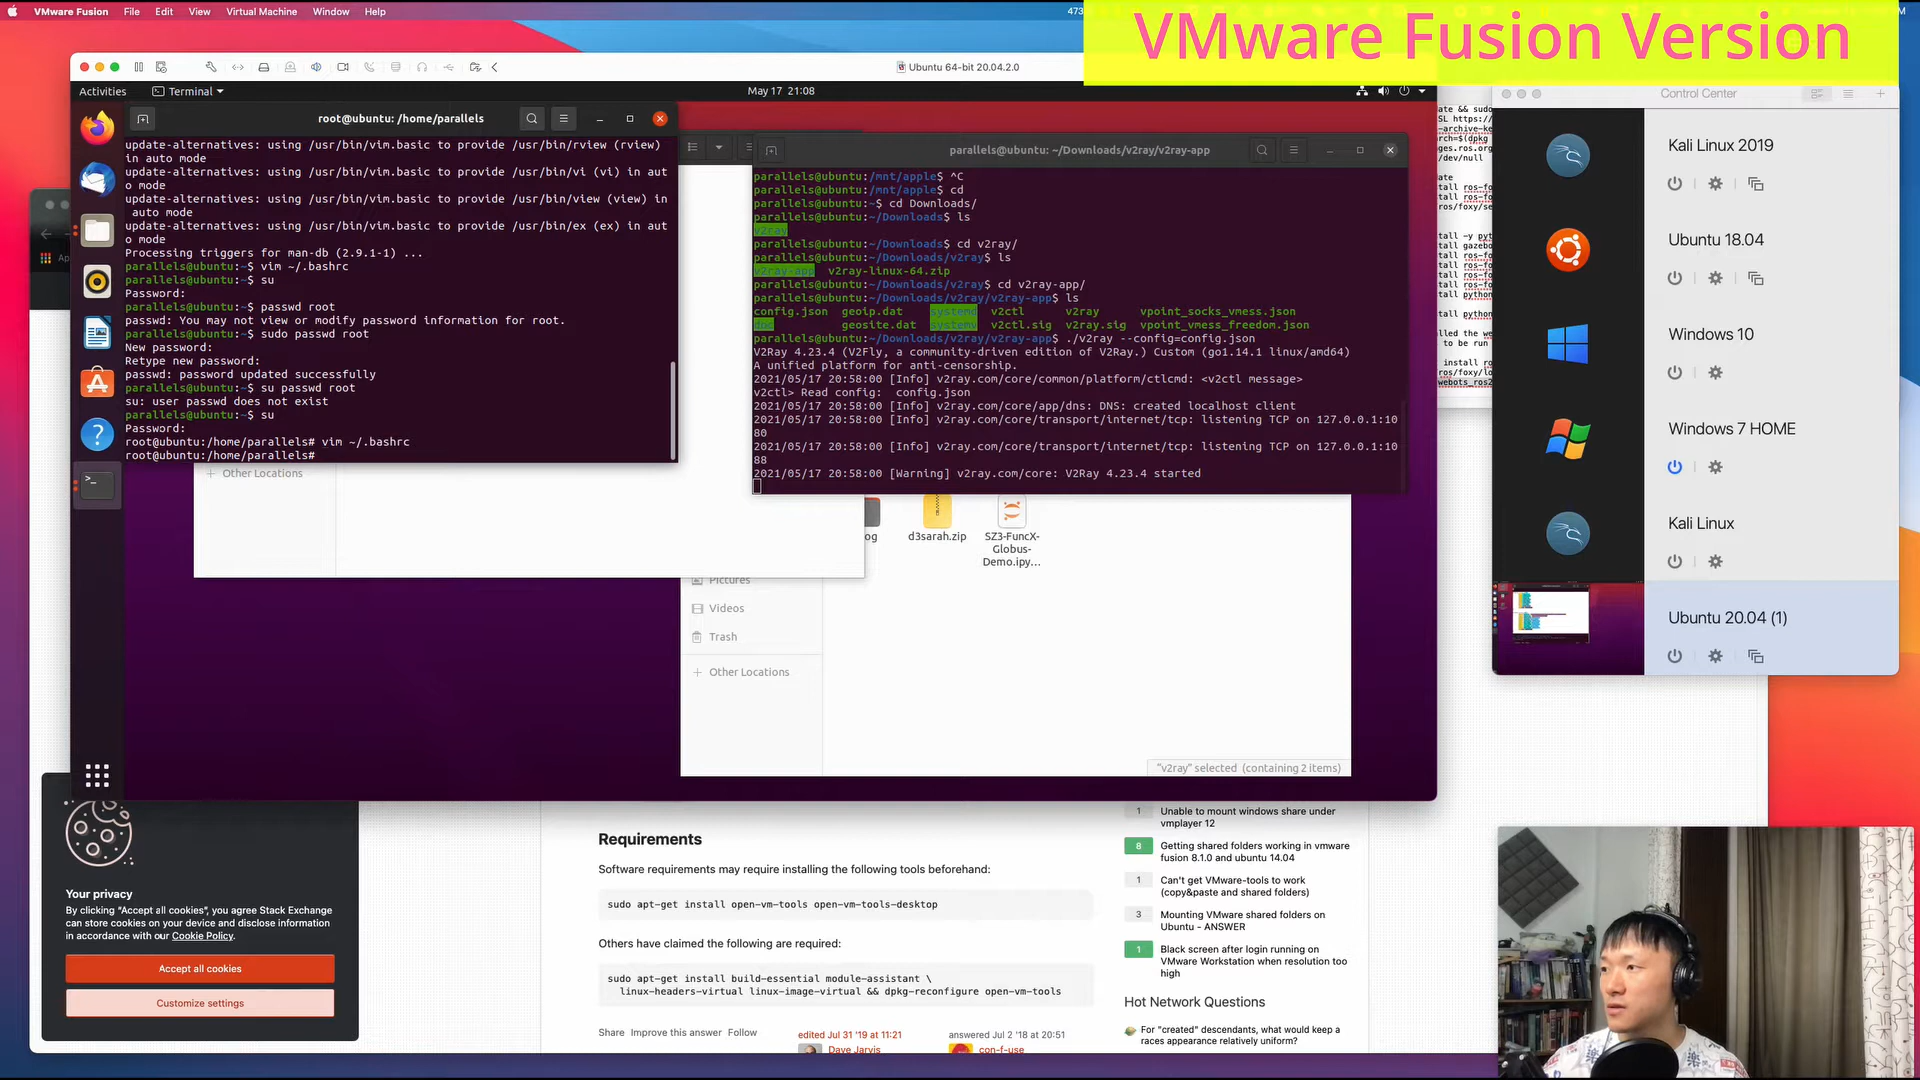 VMware Fusion
File
Edit
View
Virtual Machine
Window
Help
473
VMware Fusion Version
Ubuntu 64-bit 20.04.2.0
Activities
Terminal
May 17 21:08
root@ubuntu: /home/parallels
update-alternatives: using /usr/bin/vim.basic to provide /usr/bin/rview (rview)
in auto mode
update-alternatives: using /usr/bin/vim.basic to provide /usr/bin/vi (vi) in aut
o mode
update-alternatives: using /usr/bin/vim.basic to provide /usr/bin/view (view) in
 auto mode
update-alternatives: using /usr/bin/vim.basic to provide /usr/bin/ex (ex) in aut
o mode
Processing triggers for man-db (2.9.1-1) ...
parallels@ubuntu:~$ vim ~/.bashrc
parallels@ubuntu:~$ su
Password:
parallels@ubuntu:~$ passwd root
passwd: You may not view or modify password information for root.
parallels@ubuntu:~$ sudo passwd root
New password:
Retype new password:
passwd: password updated successfully
parallels@ubuntu:~$ su passwd root
su: user passwd does not exist
parallels@ubuntu:~$ su
Password:
root@ubuntu:/home/parallels# vim ~/.bashrc
root@ubuntu:/home/parallels#
+ Other Locations
parallels@ubuntu: ~/Downloads/v2ray/v2ray-app
parallels@ubuntu:/mnt/apple$ ^C
parallels@ubuntu:/mnt/apple$ cd
parallels@ubuntu:~$ cd Downloads/
parallels@ubuntu:~/Downloads$ ls
v2ray
parallels@ubuntu:~/Downloads$ cd v2ray/
parallels@ubuntu:~/Downloads/v2ray$ ls
v2ray-app v2ray-linux-64.zip
parallels@ubuntu:~/Downloads/v2ray$ cd v2ray-app/
parallels@ubuntu:~/Downloads/v2ray/v2ray-app$ ls
config.json geoip.dat systemd v2ctl v2ray vpoint_socks_vmess.json
doc geosite.dat systemv v2ctl.sig v2ray.sig vpoint_vmess_freedom.json
parallels@ubuntu:~/Downloads/v2ray/v2ray-app$ ./v2ray --config=config.json
V2Ray 4.23.4 (V2Fly, a community-driven edition of V2Ray.) Custom (go1.14.1 linux/amd64)
A unified platform for anti-censorship.
2021/05/17 20:58:00 [Info] v2ray.com/core/common/platform/ctlcmd: <v2ctl message>
v2ctl> Read config:  config.json
2021/05/17 20:58:00 [Info] v2ray.com/core/app/dns: DNS: created localhost client
2021/05/17 20:58:00 [Info] v2ray.com/core/transport/internet/tcp: listening TCP on 127.0.0.1:10
80
2021/05/17 20:58:00 [Info] v2ray.com/core/transport/internet/tcp: listening TCP on 127.0.0.1:10
88
2021/05/17 20:58:00 [Warning] v2ray.com/core: V2Ray 4.23.4 started
og
d3sarah.zip
SZ3-FuncX-
Globus-
Demo.ipy...
Pictures
Videos
Trash
+ Other Locations
"v2ray" selected (containing 2 items)
Control Center
Kali Linux 2019
Ubuntu 18.04
Windows 10
Windows 7 HOME
Kali Linux
Ubuntu 20.04 (1)
Your privacy
By clicking "Accept all cookies", you agree Stack Exchange
can store cookies on your device and disclose information
in accordance with our Cookie Policy.
Accept all cookies
Customize settings
Requirements
Software requirements may require installing the following tools beforehand:
sudo apt-get install open-vm-tools open-vm-tools-desktop
Others have claimed the following are required:
sudo apt-get install build-essential module-assistant \
  linux-headers-virtual linux-image-virtual && dpkg-reconfigure open-vm-tools
Share Improve this answer Follow
edited Jul 31 '19 at 11:21
Dave Jarvis
answered Jul 2 '18 at 20:51
con-f-use
1 Unable to mount windows share under
vmplayer 12
8 Getting shared folders working in vmware
fusion 8.1.0 and ubuntu 14.04
1 Can't get VMware-tools to work
(copy&paste and shared folders)
3 Mounting VMware shared folders on
Ubuntu - ANSWER
1 Black screen after login running on
VMware Workstation when resolution too
high
Hot Network Questions
For "created" descendants, what would keep a
races appearance relatively uniform?